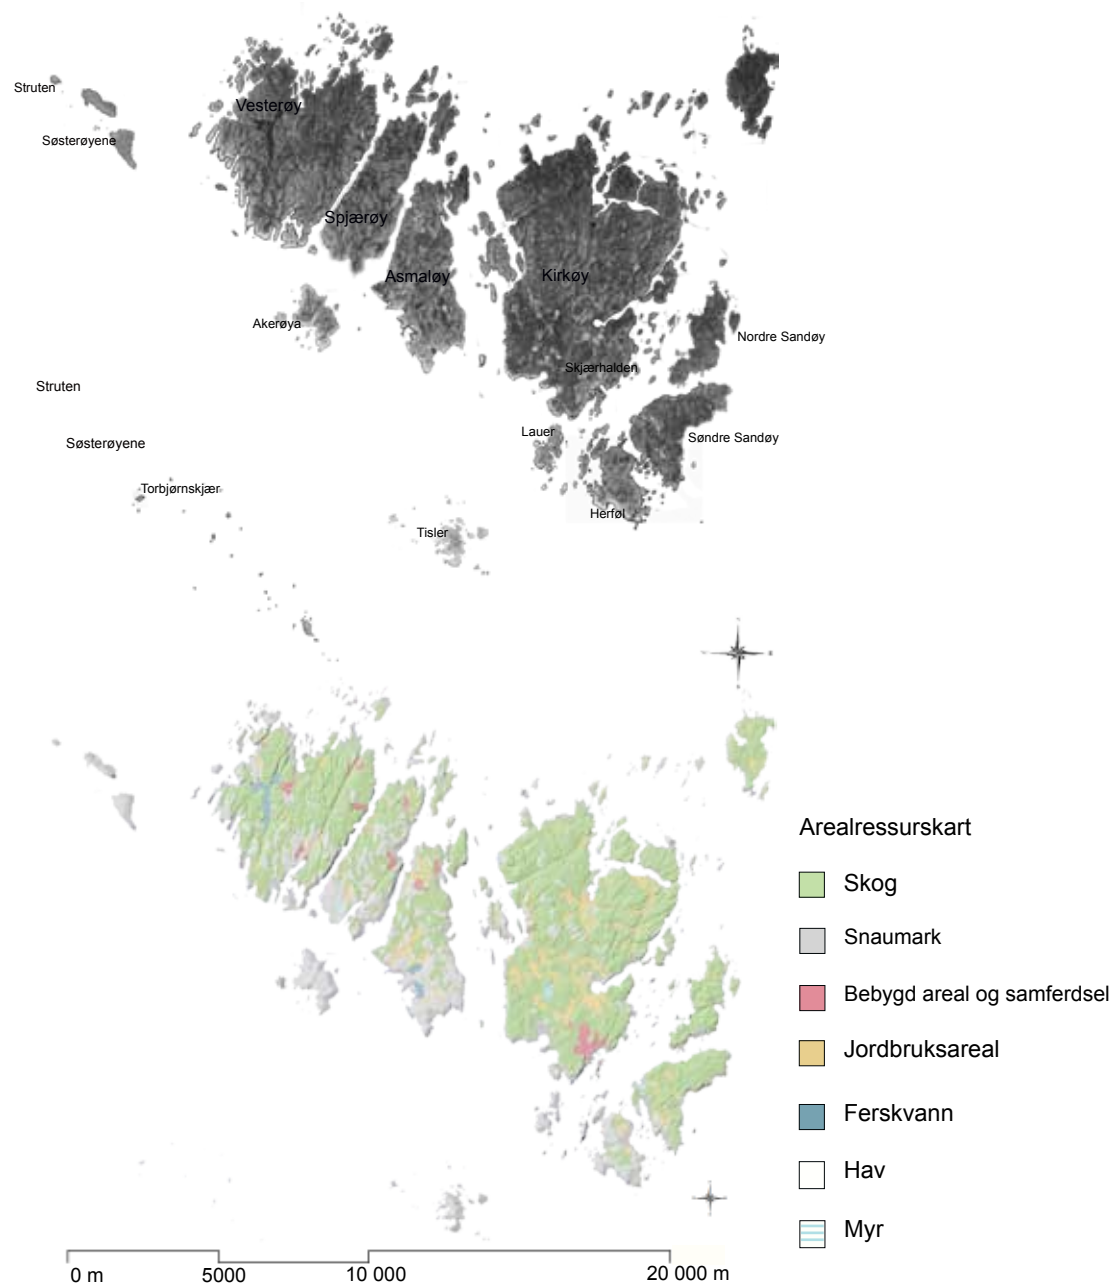 Struten
Vesterøy
Søsterøyene
Spjærøy
Asmaløy
Kirkøy
Akerøya
Nordre Sandøy
Skjærhalden
Struten
Lauer
Søndre Sandøy
Søsterøyene
Torbjørnskjær
Herføl
Tisler
Arealressurskart
Skog
Snaumark
Bebygd areal og samferdsel
Jordbruksareal
Ferskvann
Hav
Myr
0 m 5000 10 000 20 000 m